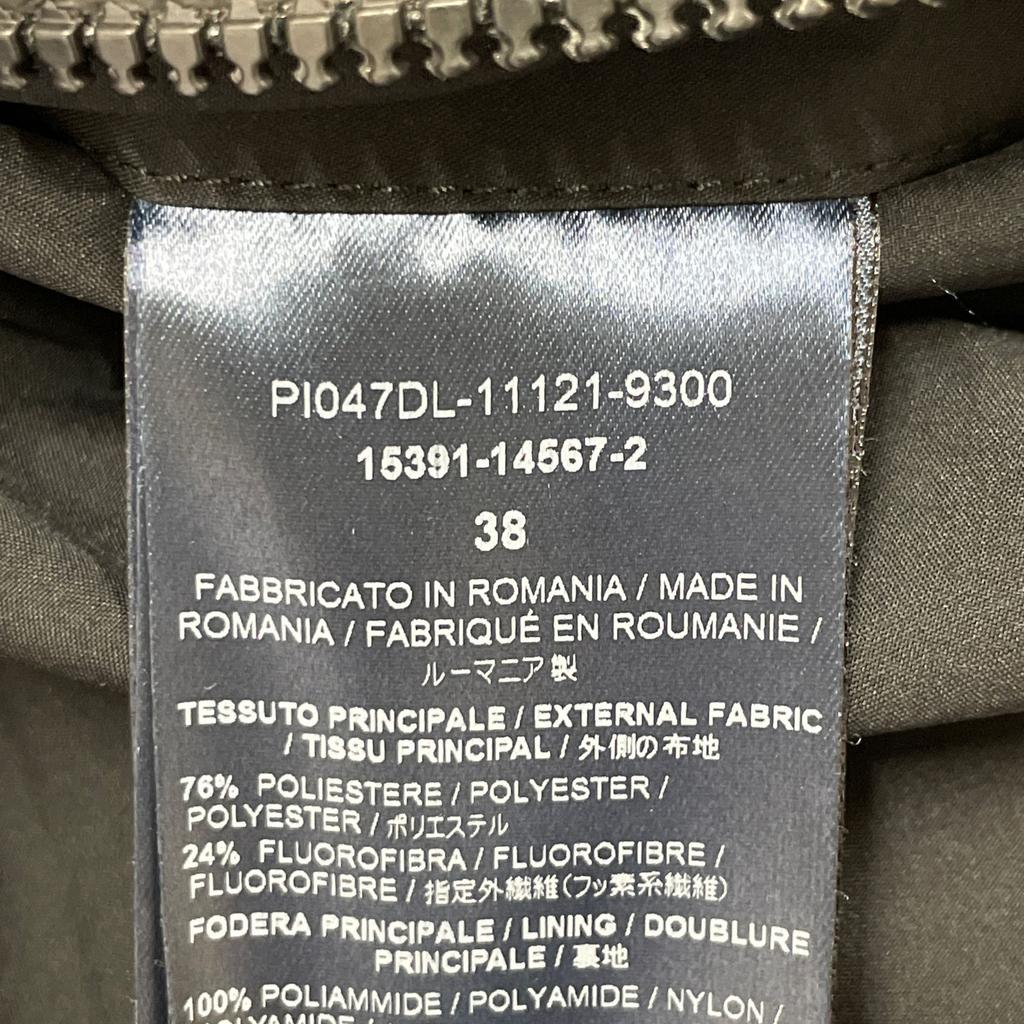 PI047DL-11121-9300
15391-14567-2
38
FABBRICATO IN ROMANIA / MADE IN
ROMANIA / FABRIQUÉ EN ROUMANIE /
ルーマニア製
TESSUTO PRINCIPALE / EXTERNAL FABRIC
/ TISSU PRINCIPAL / 外側の布地
76% POLIESTERE / POLYESTER /
POLYESTER / ポリエステル
24% FLUOROFIBRA / FLUOROFIBRE /
FLUOROFIBRE / 指定外繊維(フッ素系繊維)
FODERA PRINCIPALE / LINING / DOUBLURE
PRINCIPALE / 裏地
100% POLIAMMIDE / POLYAMIDE / NYLON /
POLYAMIDE /